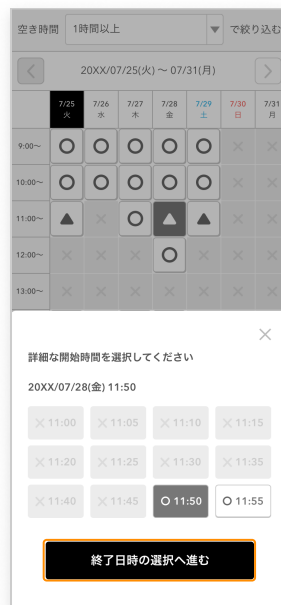 空き時間 1時間以上 ▼ で絞り込む
20XX/07/25(火) ~ 07/31(月)
7/25 7/26 7/27 7/28 7/29 7/30 7/31
火 水 木 金 土 日 月
9:00~
10:00~
11:00~
12:00~
13:00~
詳細な開始時間を選択してください
20XX/07/28(金) 11:50
× 11:00 × 11:05 × 11:10 × 11:15
× 11:20 × 11:25 × 11:30 × 11:35
× 11:40 × 11:45 ○ 11:50 ○ 11:55
終了日時の選択へ進む